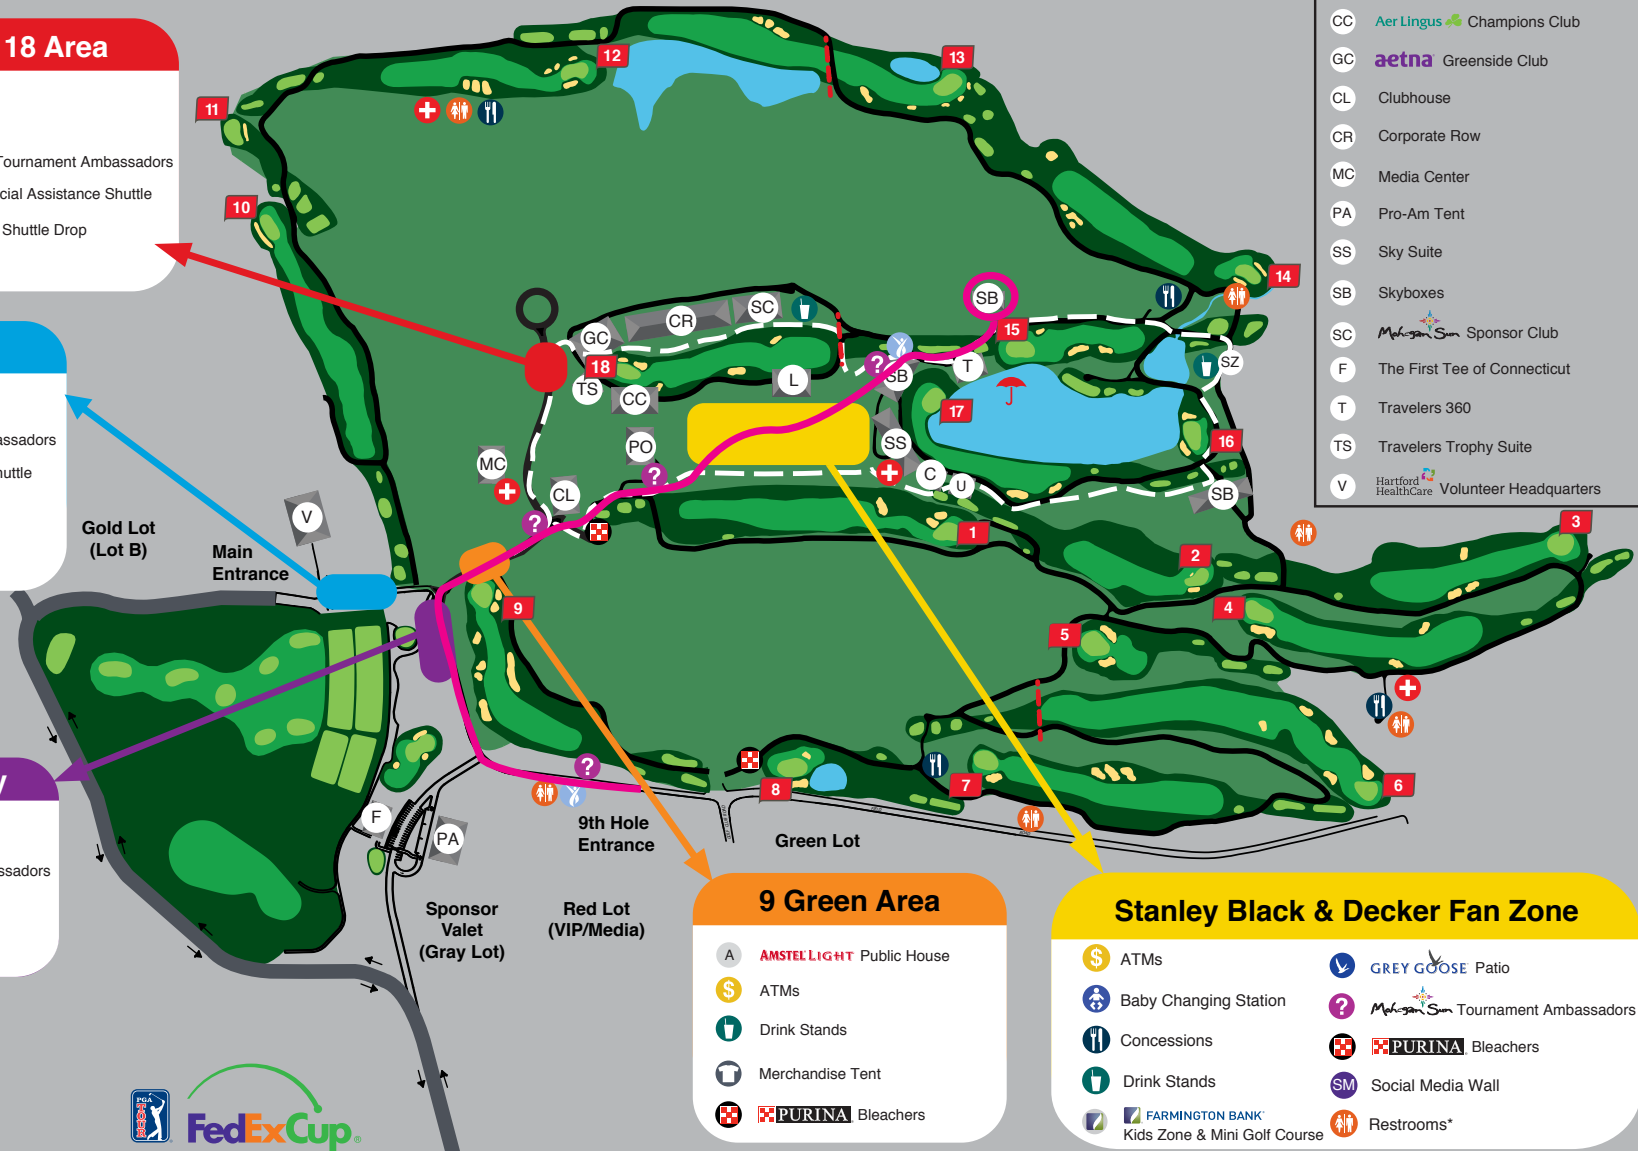 18 Area
Tournament Ambassadors
cial Assistance Shuttle
Shuttle Drop
assadors
uttle
y
ssadors
CC Aer Lingus Champions Club
GC aetna Greenside Club
CL Clubhouse
CR Corporate Row
MC Media Center
PA Pro-Am Tent
SS Sky Suite
SB Skyboxes
SC Mohegan Sun Sponsor Club
F The First Tee of Connecticut
T Travelers 360
TS Travelers Trophy Suite
V Hartford HealthCare Volunteer Headquarters
12
13
11
10
14
SB
15
SC
CR
GC
18
TS
CC
L
?
SB
T
SZ
17
16
PO
SS
MC
?
C
U
SB
CL
?
V
Gold Lot
(Lot B)
Main
Entrance
1
2
3
9
4
5
?
8
7
6
F
PA
9th Hole
Entrance
Green Lot
Sponsor
Valet
(Gray Lot)
Red Lot
(VIP/Media)
9 Green Area
A AMSTEL LIGHT Public House
$ ATMs
Drink Stands
Merchandise Tent
PURINA Bleachers
Stanley Black & Decker Fan Zone
$ ATMs
Baby Changing Station
Concessions
Drink Stands
FARMINGTON BANK
Kids Zone & Mini Golf Course
GREY GOOSE Patio
? Mohegan Sun Tournament Ambassadors
PURINA Bleachers
SM Social Media Wall
Restrooms*
PGA TOUR
FedExCup®